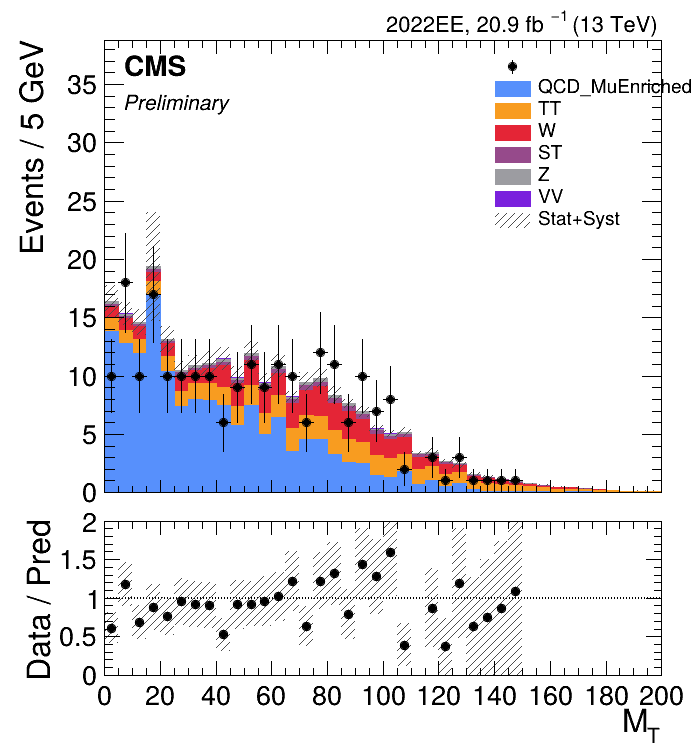 2022EE, 20.9 fb⁻¹ (13 TeV)
CMS
Preliminary
QCD_MuEnriched
TT
W
ST
Z
VV
Stat+Syst
Events / 5 GeV
35
30
25
20
15
10
5
0
Data / Pred
2
1.5
1
0.5
0
0 20 40 60 80 100 120 140 160 180 200
M_T